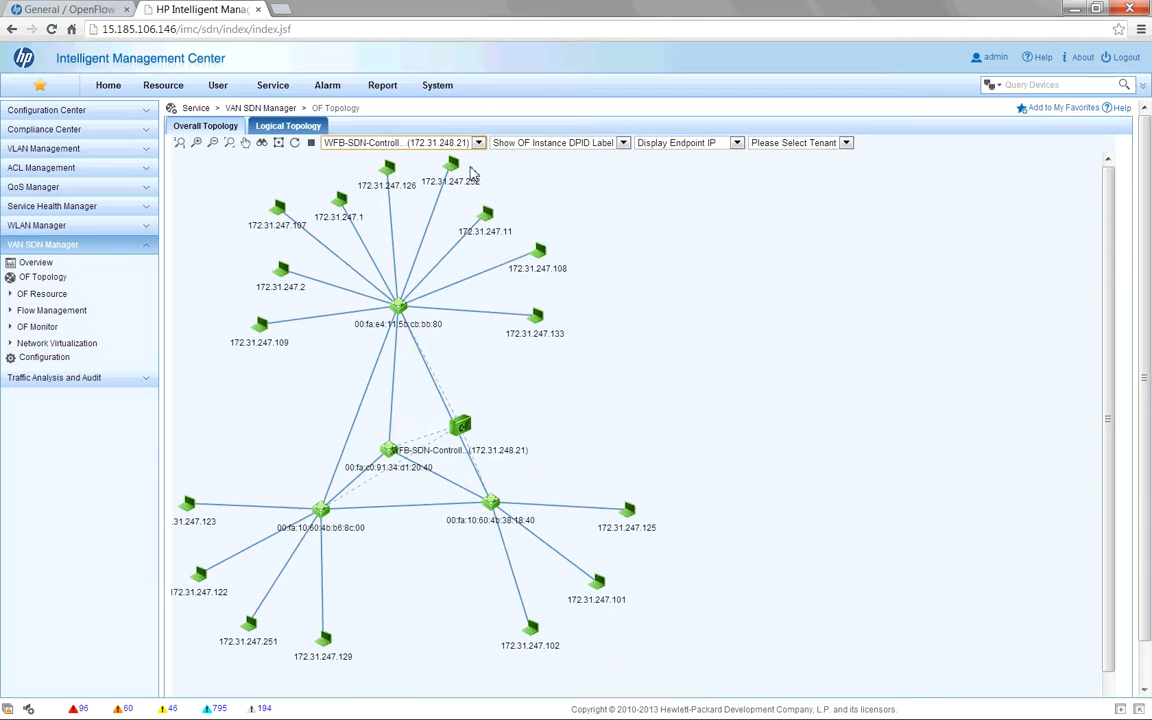 General / OpenFlow
HP Intelligent Manag
15.185.106.146/imc/sdn/index/index.jsf
hp
Intelligent Management Center
admin
Help
About
Logout
Home Resource User Service Alarm Report System
Query Devices
Configuration Center
Compliance Center
VLAN Management
ACL Management
QoS Manager
Service Health Manager
WLAN Manager
VAN SDN Manager
Overview
OF Topology
OF Resource
Flow Management
OF Monitor
Network Virtualization
Configuration
Traffic Analysis and Audit
Service > VAN SDN Manager > OF Topology
Add to My Favorites
Help
Overall Topology
Logical Topology
WFB-SDN-Controll...(172.31.248.21)
Show OF Instance DPID Label
Display Endpoint IP
Please Select Tenant
172.31.247.126
172.31.247.252
172.31.247.107
172.31.247.1
172.31.247.11
172.31.247.108
172.31.247.2
00:fa:e4:11:5b:cb:bb:80
172.31.247.133
172.31.247.109
WFB-SDN-Controll...(172.31.248.21)
00:fa:c0:91:34:d1:20:40
.31.247.123
00:fa:10:60:4b:b6:8c:00
00:fa:10:60:4b:38:18:40
172.31.247.125
172.31.247.122
172.31.247.101
172.31.247.251
172.31.247.129
172.31.247.102
96
60
46
795
194
Copyright © 2010-2013 Hewlett-Packard Development Company, L.P. and its licensors.